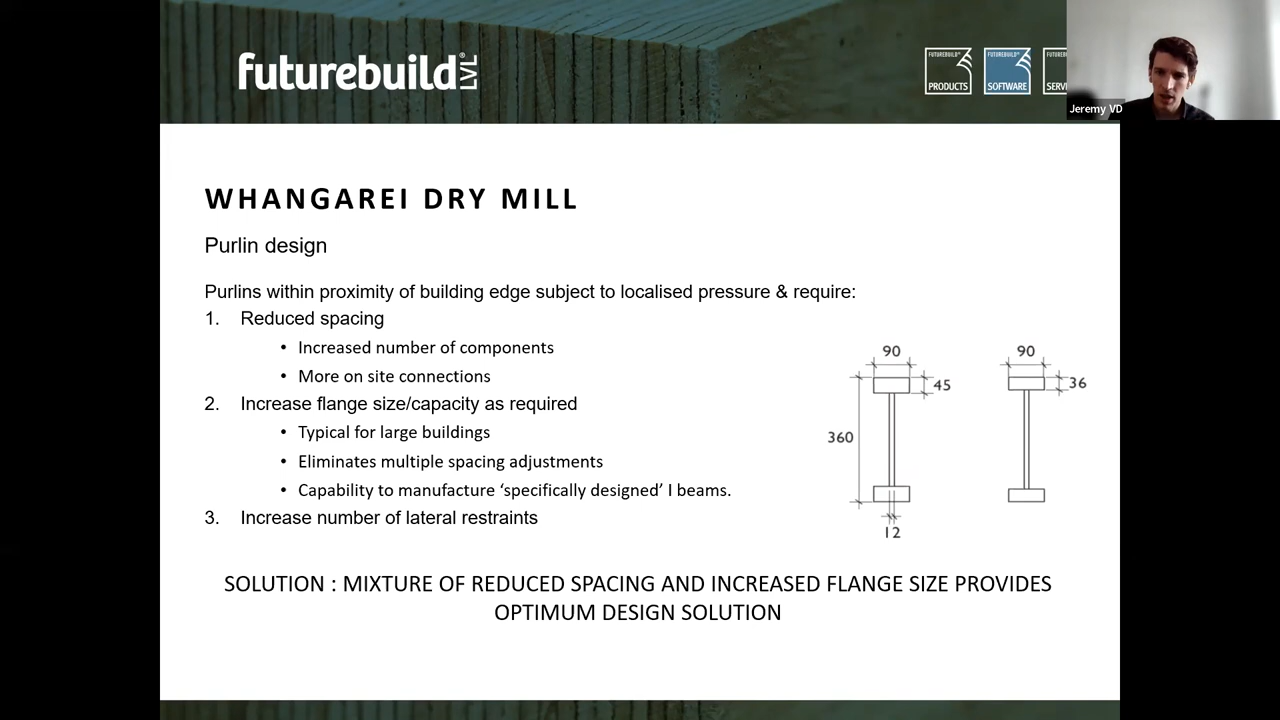 futurebuild LVL®
FUTUREBUILD®
PRODUCTS
FUTUREBUILD®
SOFTWARE
Jeremy VD
WHANGAREI DRY MILL
Purlin design
Purlins within proximity of building edge subject to localised pressure & require:
1. Reduced spacing
• Increased number of components
• More on site connections
2. Increase flange size/capacity as required
• Typical for large buildings
• Eliminates multiple spacing adjustments
• Capability to manufacture ‘specifically designed’ I beams.
3. Increase number of lateral restraints
90
45
360
12
90
36
SOLUTION : MIXTURE OF REDUCED SPACING AND INCREASED FLANGE SIZE PROVIDES
OPTIMUM DESIGN SOLUTION